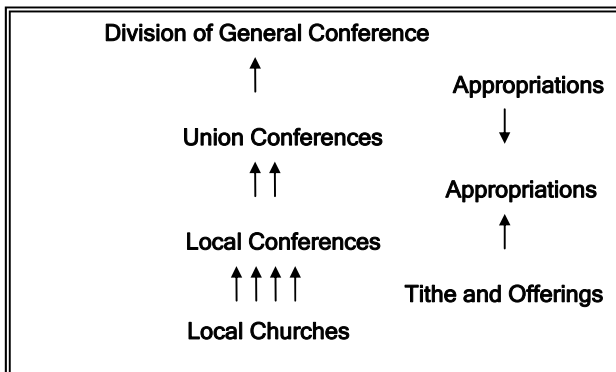 Division of General Conference
Appropriations
Union Conferences
Appropriations
Local Conferences
Tithe and Offerings
Local Churches